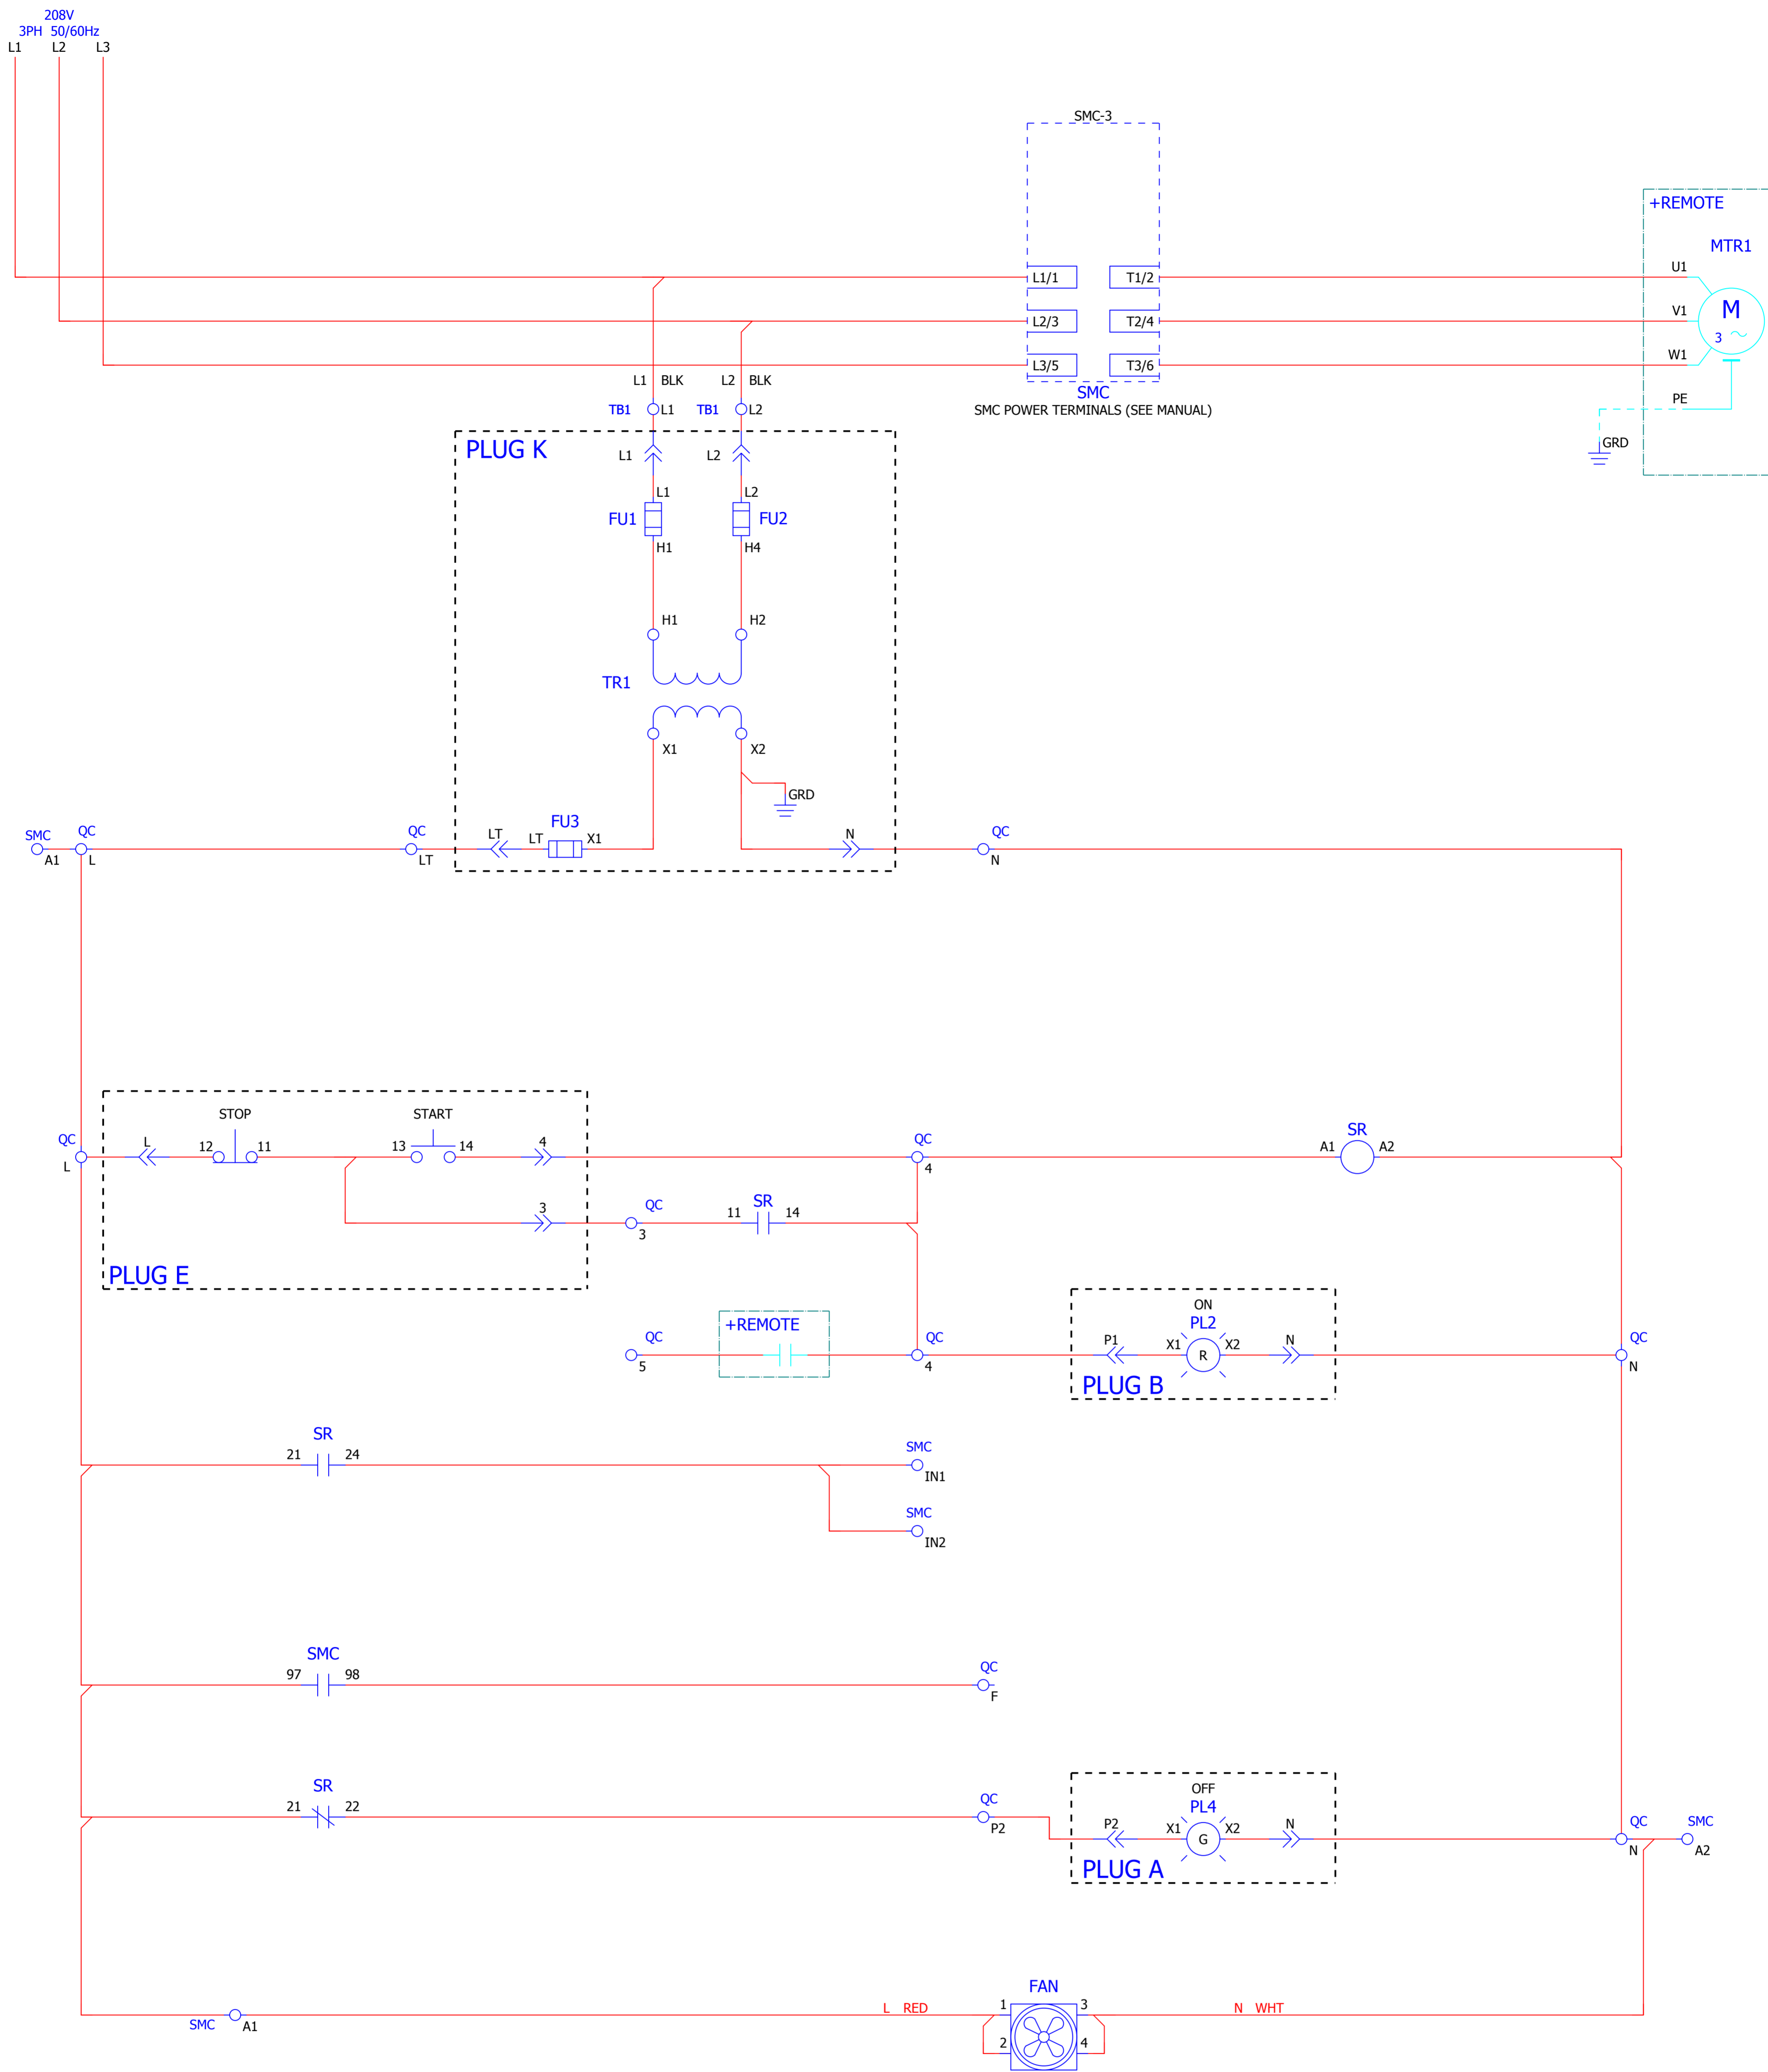 208V
3PH 50/60Hz
L1 L2 L3
SMC-3
+REMOTE
MTR1
L1/1 T1/2 U1
L2/3 T2/4 V1 M
3
L3/5 T3/6 W1
SMC
SMC POWER TERMINALS (SEE MANUAL)
PE
GRD
L1 BLK L2 BLK
TB1 L1 TB1 L2
PLUG K
L1 L2
L1 L2
FU1 FU2
H1 H4
H1 H2
TR1
X1 X2
GRD
FU3
SMC QC QC LT LT X1 N QC
A1 L LT N
STOP START
QC L 12 11 13 14 4 QC SR
L 4 A1 A2
3 QC 11 SR 14
3
PLUG E
+REMOTE ON
PL2
QC QC P1 X1 R X2 N QC
5 4 N
PLUG B
SR SMC
21 24 IN1
SMC
IN2
SMC QC
97 98 F
SR OFF
PL4
21 22 QC P2 X1 G X2 N QC SMC
P2 N A2
PLUG A
FAN
L RED 1 3 N WHT
SMC A1
2 4